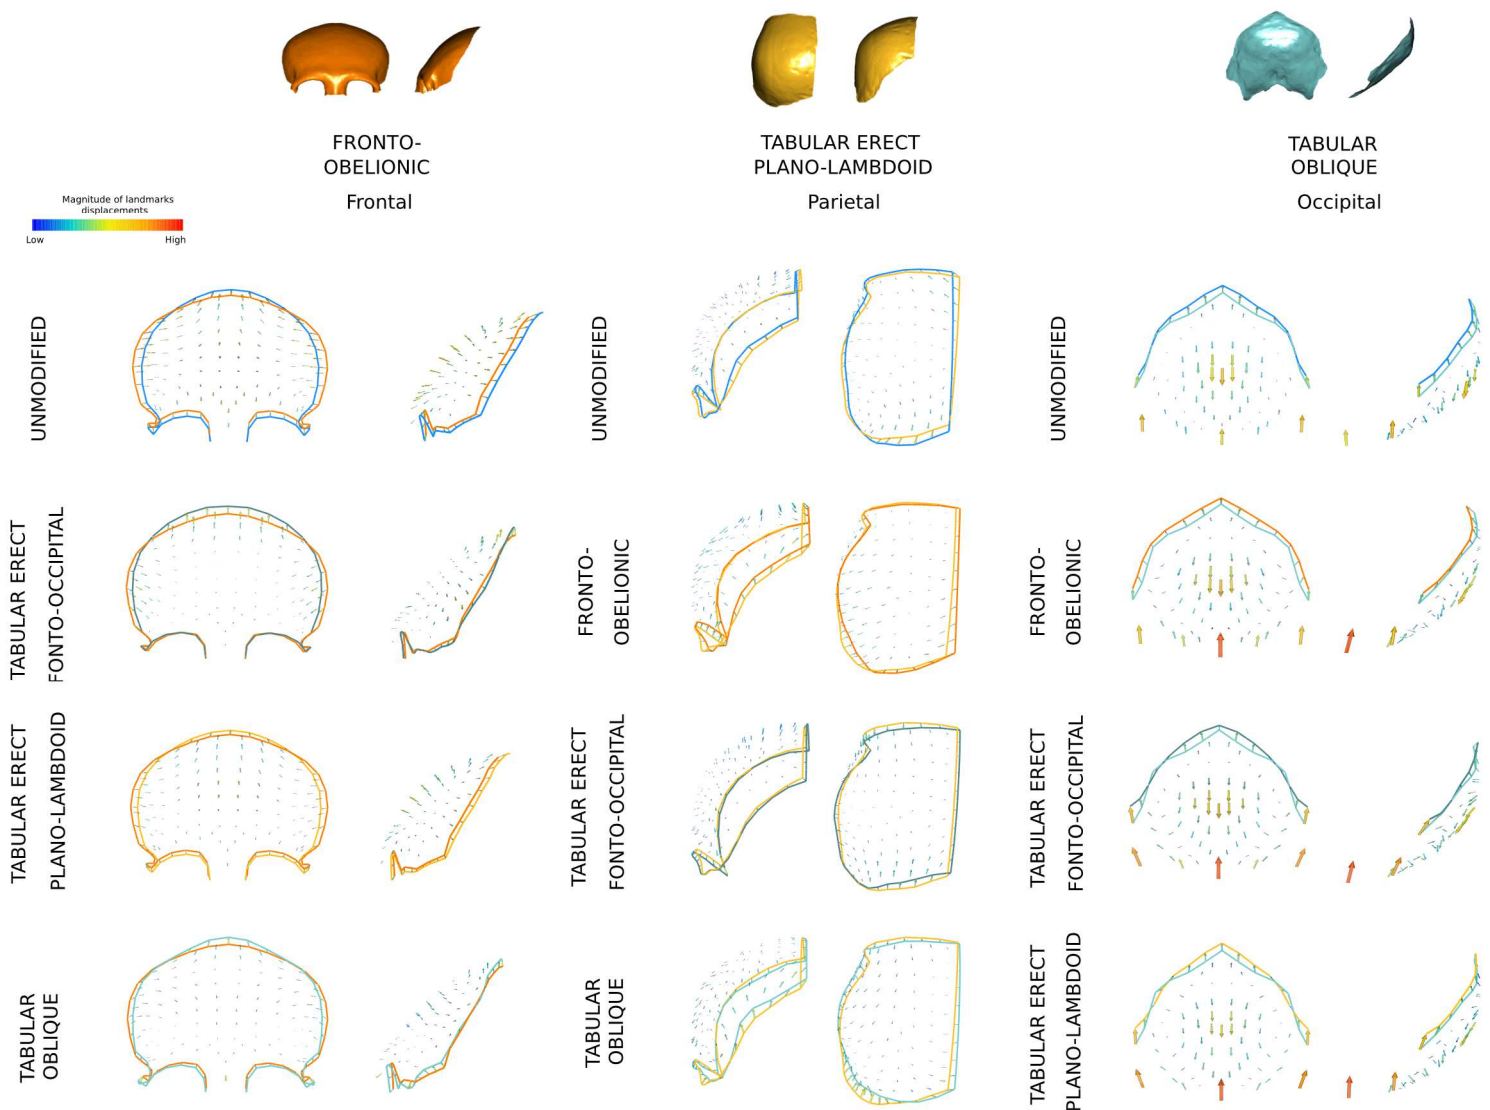 FRONTO-
OBELIONIC
Frontal
TABULAR ERECT
PLANO-LAMBDOID
Parietal
TABULAR
OBLIQUE
Occipital
Magnitude of landmarks
displacements
Low
High
UNMODIFIED
UNMODIFIED
UNMODIFIED
TABULAR ERECT
FONTO-OCCIPITAL
FRONTO-
OBELIONIC
FRONTO-
OBELIONIC
TABULAR ERECT
PLANO-LAMBDOID
TABULAR ERECT
FONTO-OCCIPITAL
TABULAR ERECT
FONTO-OCCIPITAL
TABULAR
OBLIQUE
TABULAR
OBLIQUE
TABULAR ERECT
PLANO-LAMBDOID